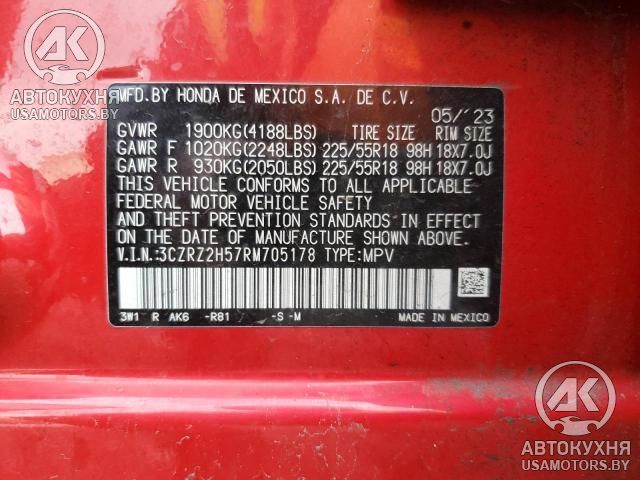 АК
АВТОКУХНЯ
USAMOTORS.BY
MFD.BY HONDA DE MEXICO S.A. DE C.V.
05/'23
GVWR 1900KG(4188LBS) TIRE SIZE RIM SIZE
GAWR F 1020KG(2248LBS) 225/55R18 98H 18X7.0J
GAWR R 930KG(2050LBS) 225/55R18 98H 18X7.0J
THIS VEHICLE CONFORMS TO ALL APPLICABLE
FEDERAL MOTOR VEHICLE SAFETY
AND THEFT PREVENTION STANDARDS IN EFFECT
ON THE DATE OF MANUFACTURE SHOWN ABOVE.
V.I.N.:3CZRZ2H57RM705178 TYPE:MPV
3W1 R AK6 -R81 -S -M MADE IN MEXICO
АК
АВТОКУХНЯ
USAMOTORS.BY